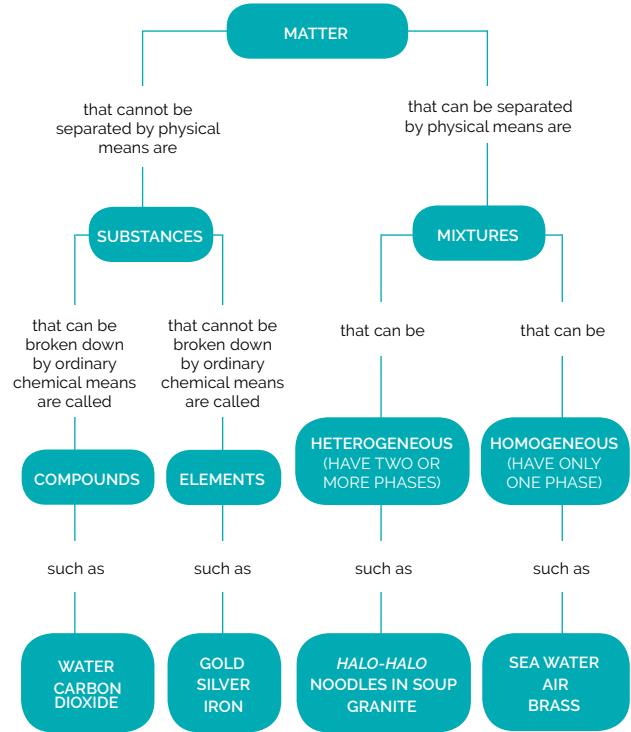 MATTER
that cannot be
separated by physical
means are
that can be separated
by physical means are
SUBSTANCES
MIXTURES
that can be
broken down
by ordinary
chemical means
are called
that cannot be
broken down
by ordinary
chemical means
are called
that can be
that can be
COMPOUNDS
ELEMENTS
HETEROGENEOUS
(HAVE TWO OR
MORE PHASES)
HOMOGENEOUS
(HAVE ONLY
ONE PHASE)
such as
such as
such as
such as
WATER
CARBON
DIOXIDE
GOLD
SILVER
IRON
HALO-HALO
NOODLES IN SOUP
GRANITE
SEA WATER
AIR
BRASS